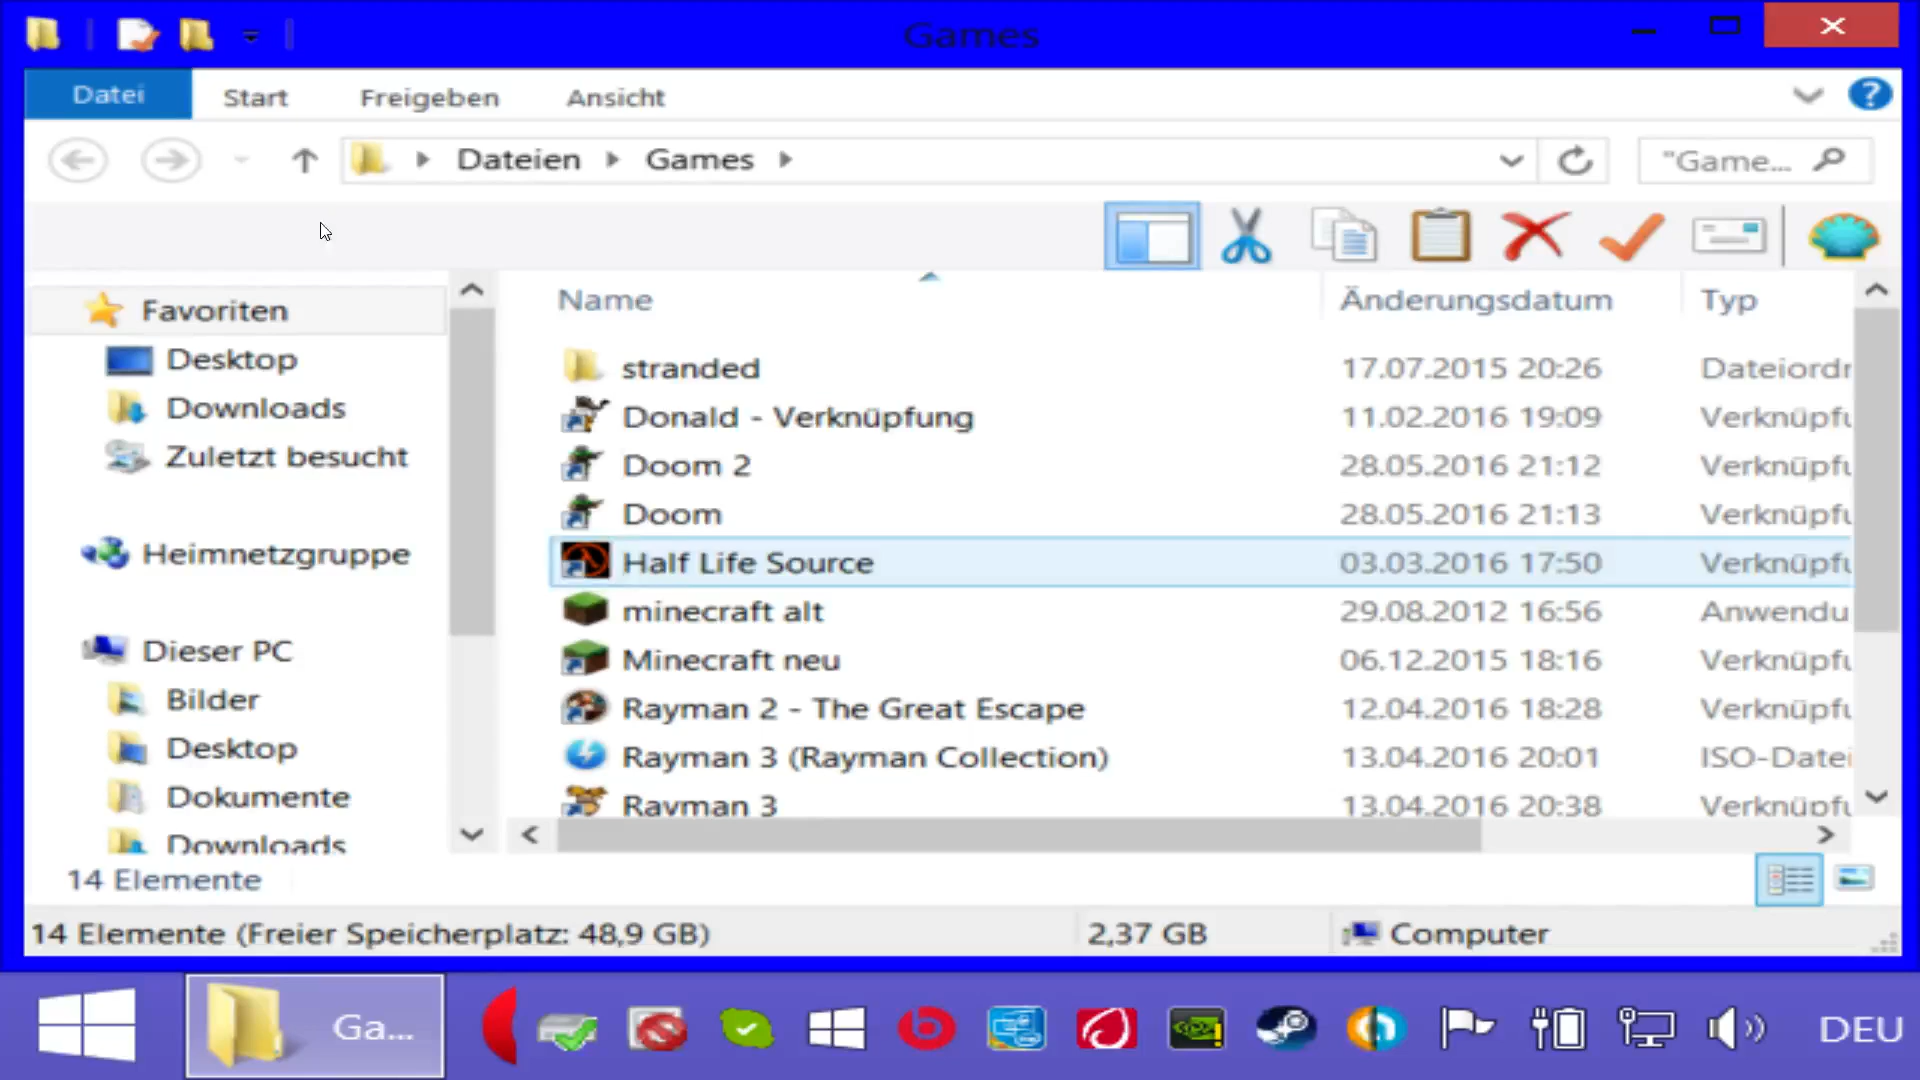 Games
Datei Start Freigeben Ansicht
Dateien Games "Game...
Name Änderungsdatum Typ
Favoriten
Desktop
Downloads
Zuletzt besucht
Heimnetzgruppe
Dieser PC
Bilder
Desktop
Dokumente
Downloads
stranded 17.07.2015 20:26 Dateiordr
Donald - Verknüpfung 11.02.2016 19:09 Verknüpfu
Doom 2 28.05.2016 21:12 Verknüpfu
Doom 28.05.2016 21:13 Verknüpfu
Half Life Source 03.03.2016 17:50 Verknüpfu
minecraft alt 29.08.2012 16:56 Anwendu
Minecraft neu 06.12.2015 18:16 Verknüpfu
Rayman 2 - The Great Escape 12.04.2016 18:28 Verknüpfu
Rayman 3 (Rayman Collection) 13.04.2016 20:01 ISO-Datei
Rayman 3 13.04.2016 20:38 Verknüpfu
14 Elemente
14 Elemente (Freier Speicherplatz: 48,9 GB) 2,37 GB Computer
Ga... DEU